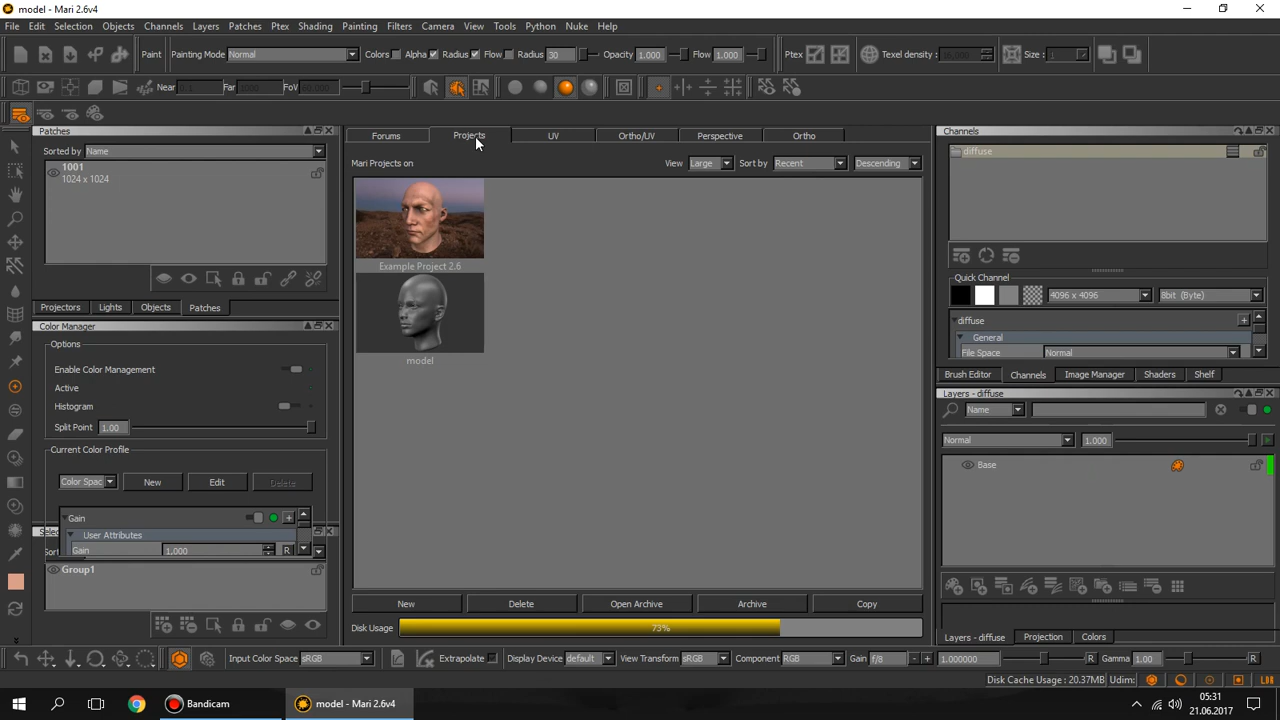 model - Mari 2.6v4
File Edit Selection Objects Channels Layers Patches Ptex Shading Painting Filters Camera View Tools Python Nuke Help
Paint Painting Mode Normal Colors Alpha Radius Flow Radius 30 Opacity 1.000 Flow 1.000 Ptex Texel density : Size : 1
Near 0.1 Far 1000 FoV
Patches
Sorted by Name
1001
1024 x 1024
Projectors Lights Objects Patches
Color Manager
Options
Enable Color Management
Active
Histogram
Split Point 1.00
Current Color Profile
Color Spac New Edit Delete
Gain
User Attributes
Gain 1.000 R
Group1
Forums Projects UV Ortho/UV Perspective Ortho
Mari Projects on View Large Sort by Recent Descending
Example Project 2.6
model
New Delete Open Archive Archive Copy
Disk Usage 73%
Channels
diffuse
Quick Channel
4096 x 4096 8bit (Byte)
diffuse
General
File Space Normal
Brush Editor Channels Image Manager Shaders Shelf
Layers - diffuse
Name
Normal 1.000
Base
Layers - diffuse Projection Colors
Input Color Space sRGB Extrapolate Display Device default View Transform sRGB Component RGB Gain f/8 1.000000 R Gamma 1.00 R
Disk Cache Usage : 20.37MB Udim: LDR
Bandicam model - Mari 2.6v4
05:31
21.06.2017